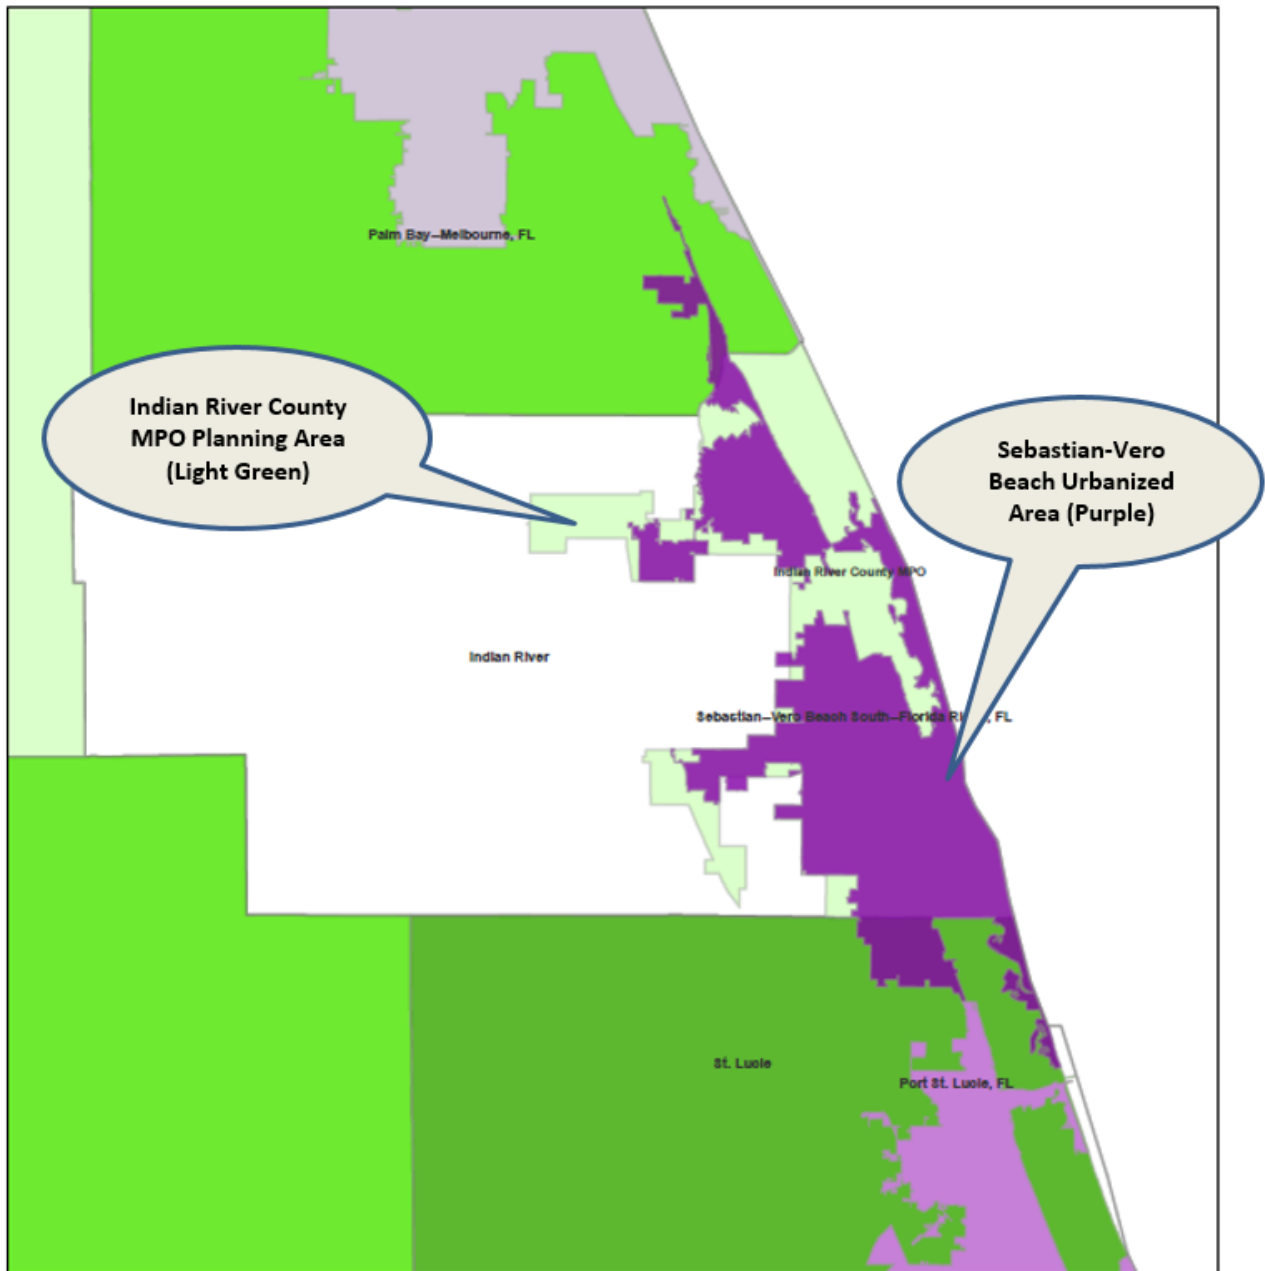 Palm Bay—Melbourne, FL
Indian River County
MPO Planning Area
(Light Green)
Sebastian-Vero
Beach Urbanized
Area (Purple)
Indian River County MPO
Indian River
Sebastian—Vero Beach South—Florida Ri , FL
St. Lucie
Port St. Lucie, FL